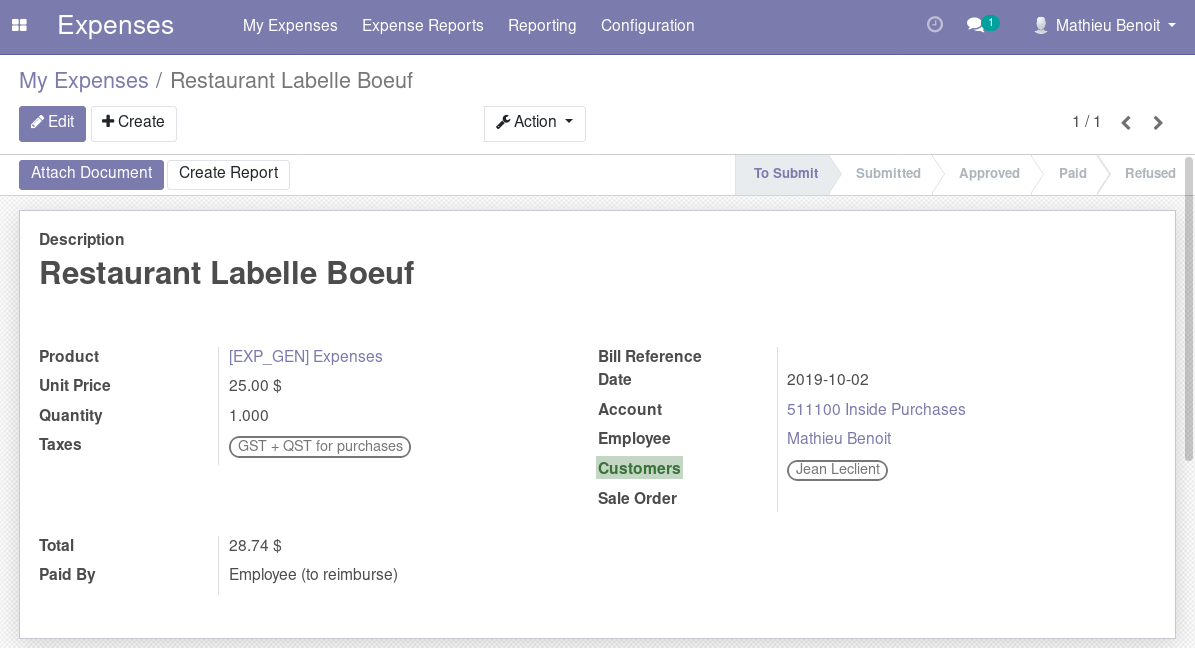 Expenses My Expenses Expense Reports Reporting Configuration 1 Mathieu Benoit
My Expenses / Restaurant Labelle Boeuf
Edit Create Action 1 / 1
Attach Document Create Report To Submit Submitted Approved Paid Refused
Description
Restaurant Labelle Boeuf
Product [EXP_GEN] Expenses
Unit Price 25.00 $
Quantity 1.000
Taxes GST + QST for purchases
Bill Reference
Date 2019-10-02
Account 511100 Inside Purchases
Employee Mathieu Benoit
Customers Jean Leclient
Sale Order
Total 28.74 $
Paid By Employee (to reimburse)